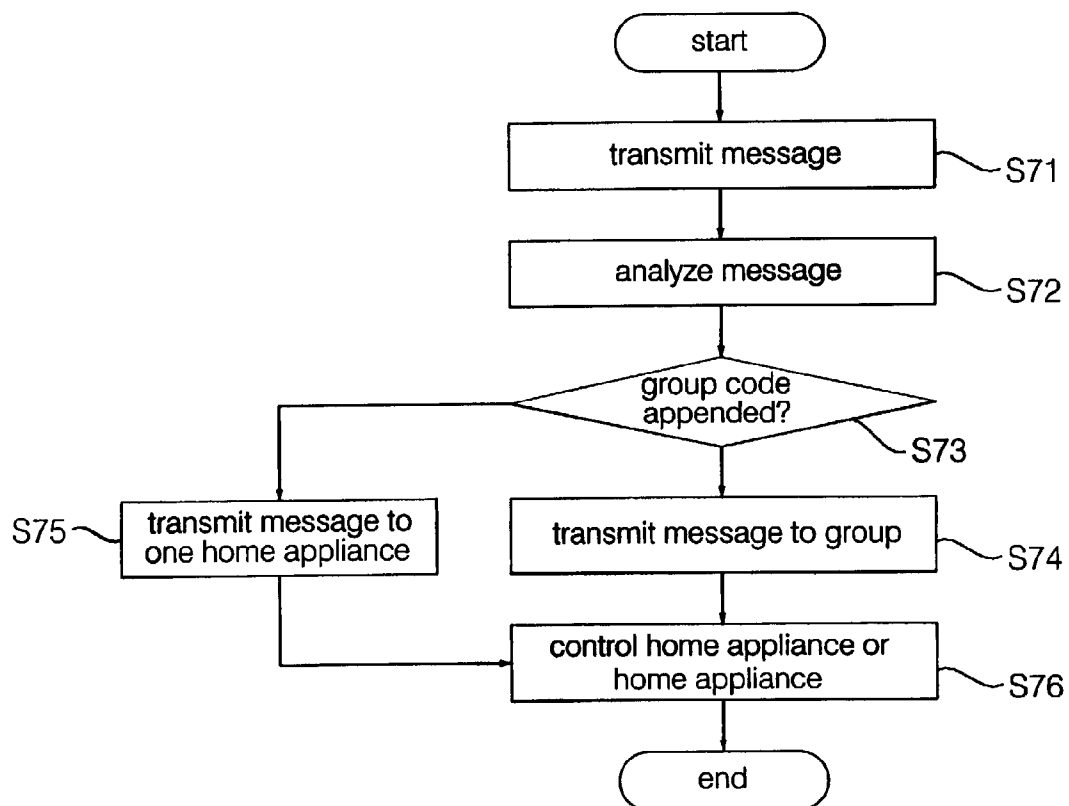 start
transmit message
S71
analyze message
S72
group code
appended?
S73
S75
transmit message to
one home appliance
transmit message to group
S74
control home appliance or
home appliance
S76
end